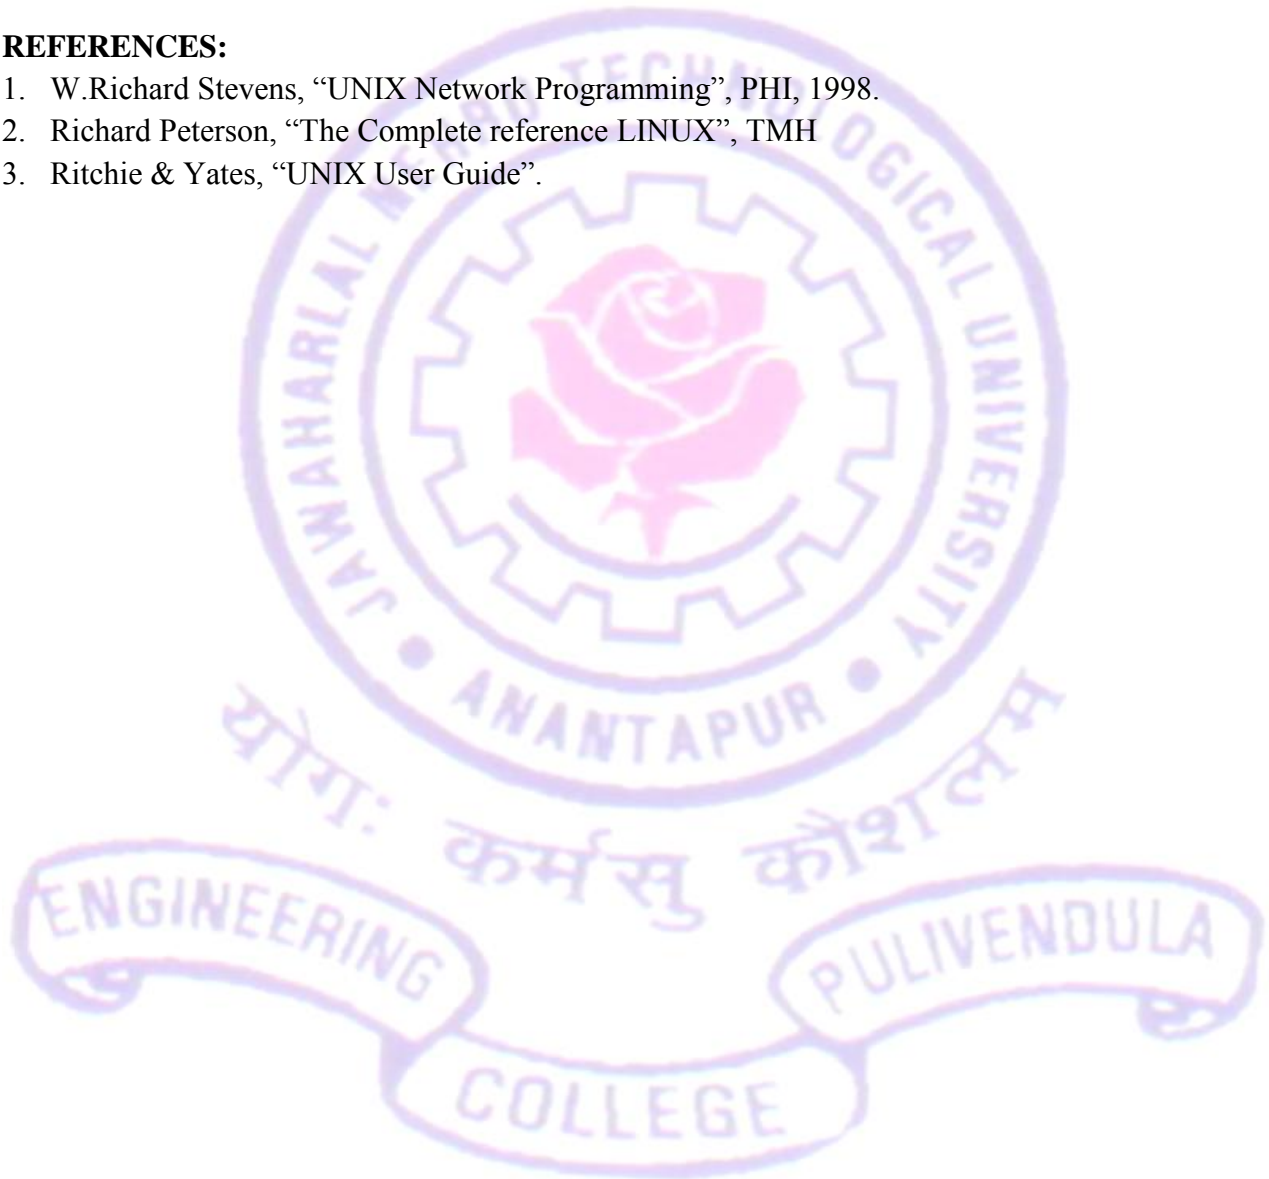 REFERENCES:
1. W.Richard Stevens, “UNIX Network Programming”, PHI, 1998.
2. Richard Peterson, “The Complete reference LINUX”, TMH
3. Ritchie & Yates, “UNIX User Guide”.
JAWAHARLAL NEHRU TECHNOLOGICAL UNIVERSITY
• ANANTAPUR •
योग: कर्मसु कौशलम
ENGINEERING
COLLEGE
PULIVENDULA